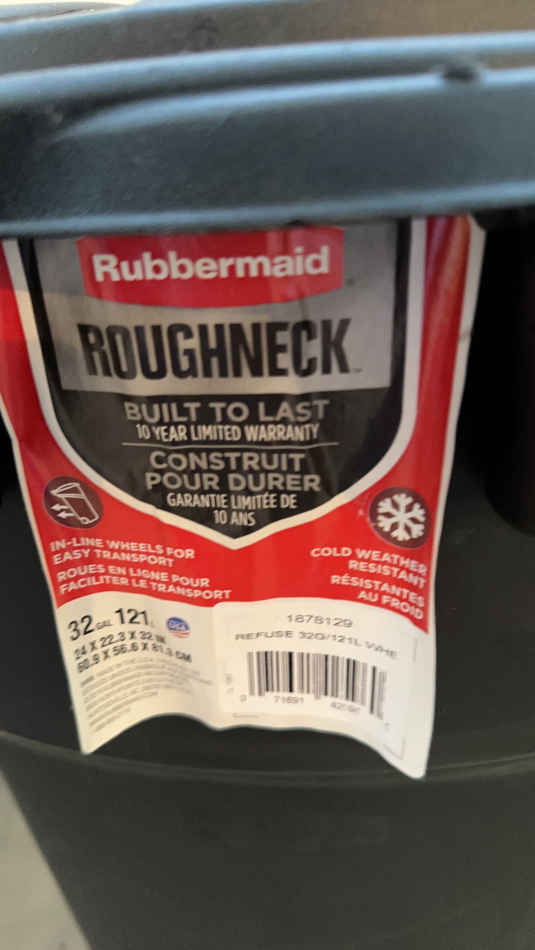 Rubbermaid
ROUGHNECK
BUILT TO LAST
10 YEAR LIMITED WARRANTY
CONSTRUIT
POUR DURER
GARANTIE LIMITÉE DE
10 ANS
IN-LINE WHEELS FOR
EASY TRANSPORT
ROUES EN LIGNE POUR
FACILITER LE TRANSPORT
COLD WEATHER
RESISTANT
RÉSISTANTES
AU FROID
32 GAL 121 L
24 X 22.3 X 32 IN
60.9 X 56.6 X 81.3 CM
1878129
REFUSE 32G/121L WHE
0 71691